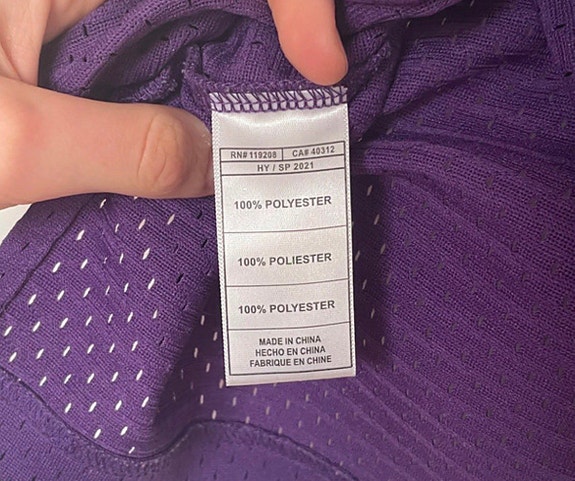 RN# 119208 CA# 40312
HY / SP 2021
100% POLYESTER
100% POLIESTER
100% POLYESTER
MADE IN CHINA
HECHO EN CHINA
FABRIQUE EN CHINE